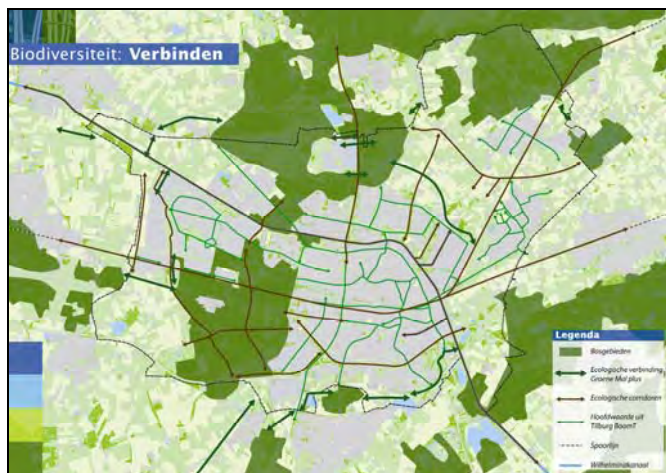 Biodiversiteit: Verbinden
Legenda
Bosgebieden
Ecologische verbinding
Groene Mal plus
Ecologische corridoren
Hoofdwaarde uit
Tilburg BoomT
Spoorlijn
Wilhelminakanaal